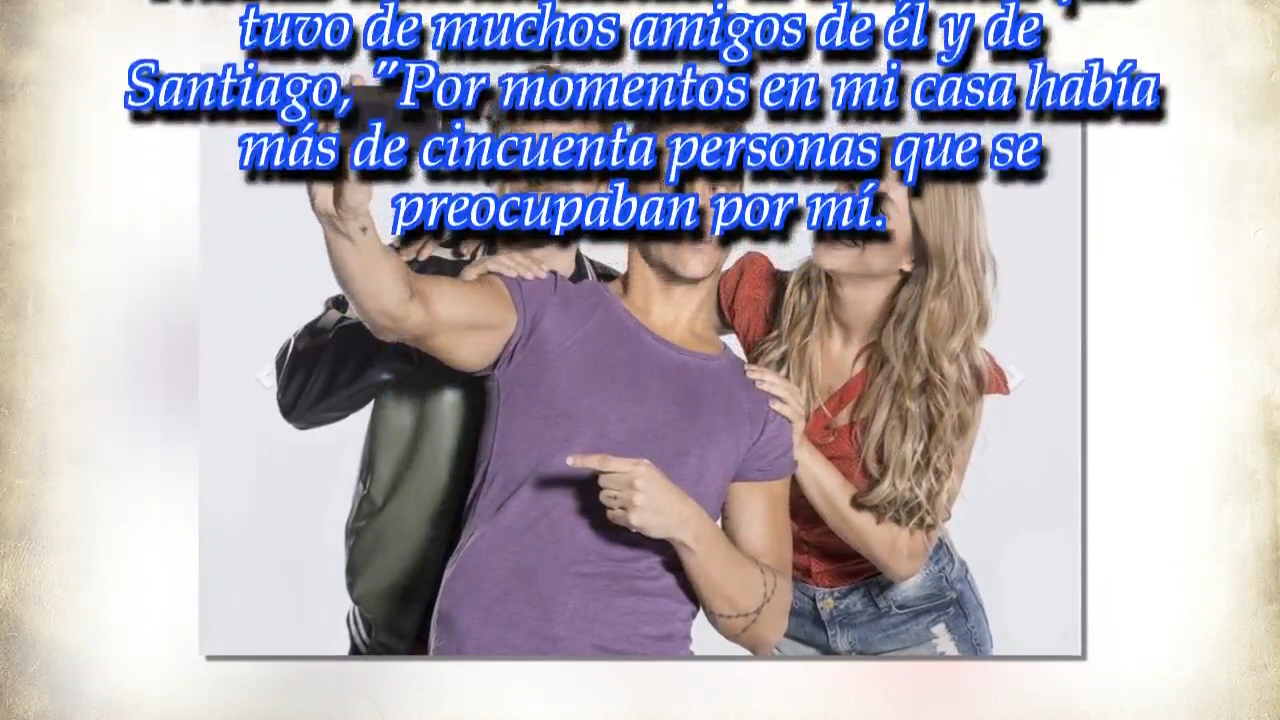 tuvo de muchos amigos de él y de
Santiago, "Por momentos en mi casa había
más de cincuenta personas que se
preocupaban por mí.